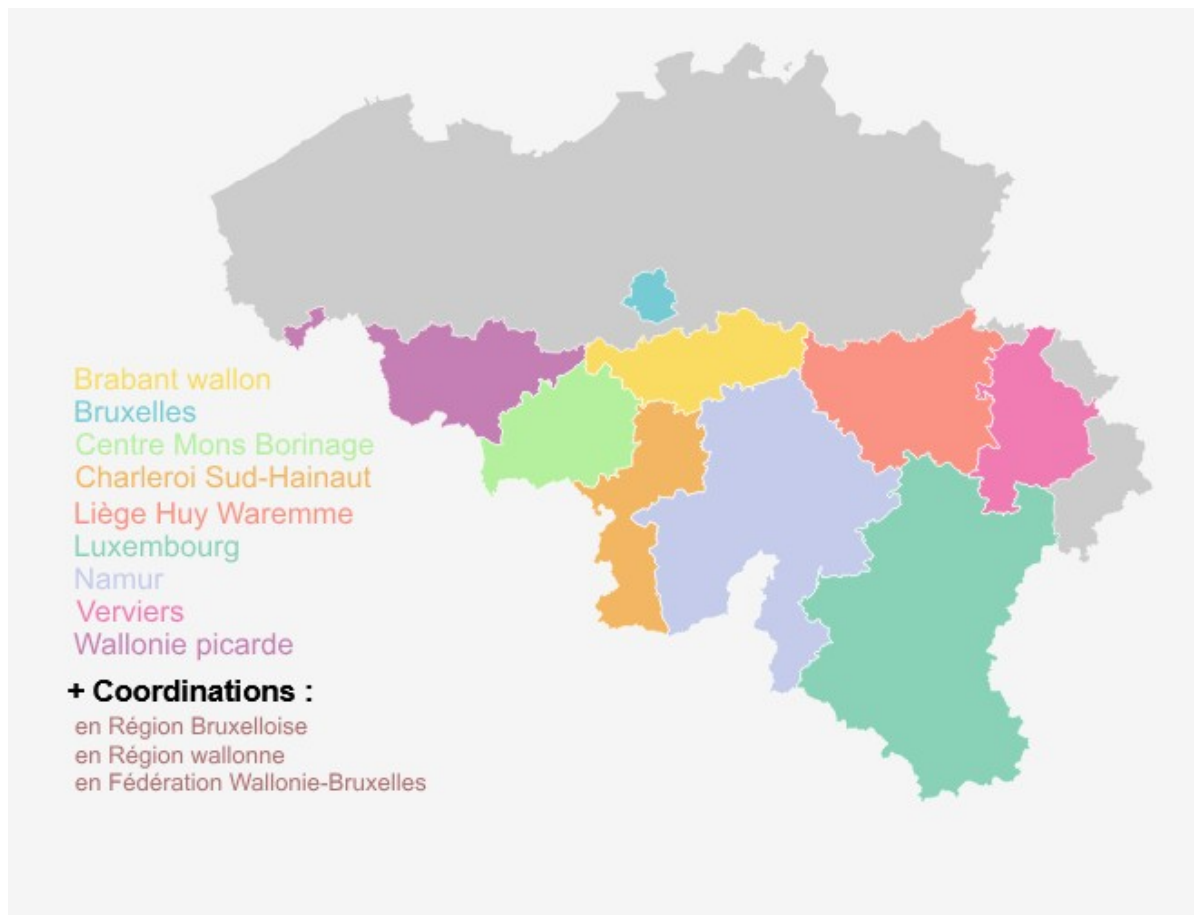 Brabant wallon
Bruxelles
Centre Mons Borinage
Charleroi Sud-Hainaut
Liège Huy Waremme
Luxembourg
Namur
Verviers
Wallonie picarde
+ Coordinations :
en Région Bruxelloise
en Région wallonne
en Fédération Wallonie-Bruxelles